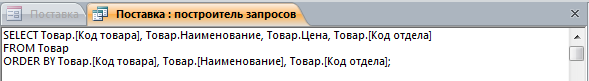 Поставка
Поставка : построитель запросов
SELECT Товар.[Код товара], Товар.Наименование, Товар.Цена, Товар.[Код отдела]
FROM Товар
ORDER BY Товар.[Код товара], Товар.[Наименование], Товар.[Код отдела];